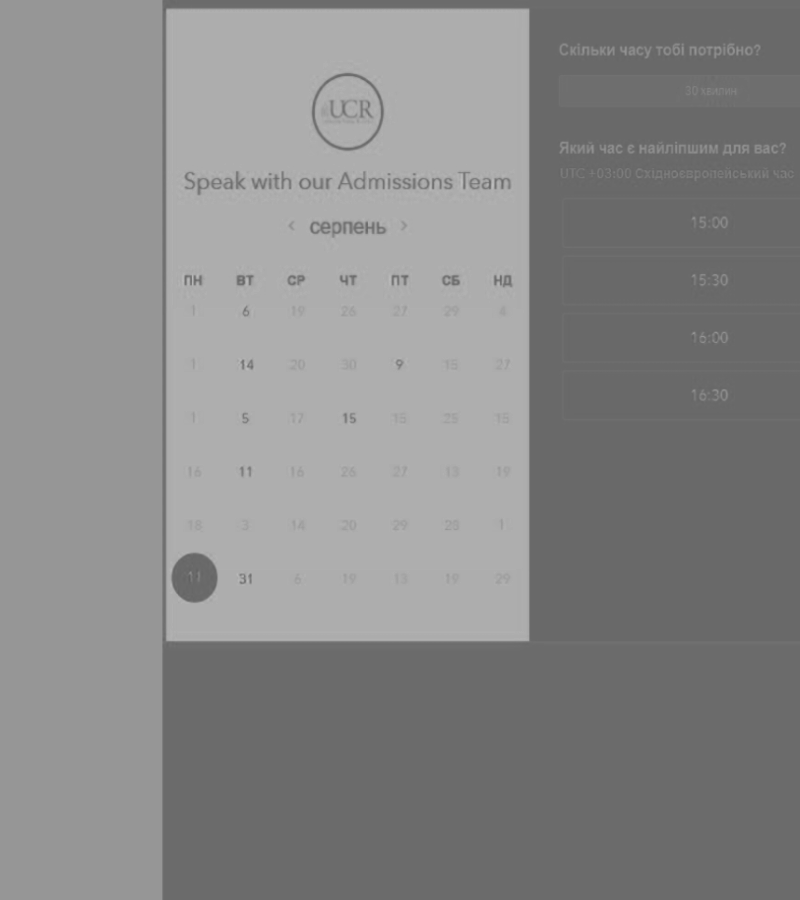 UCR
Speak with our Admissions Team
‹ серпень ›
ПН ВТ СР ЧТ ПТ СБ НД
1 6 19 26 27 29 4
1 14 20 30 9 15 27
1 5 17 15 15 25 15
16 11 16 26 27 13 19
18 3 14 20 29 28 1
11 31 6 19 13 19 29
Скільки часу тобі потрібно?
30 хвилин
Який час є найліпшим для вас?
UTC +03:00 Східноєвропейський час
15:00
15:30
16:00
16:30